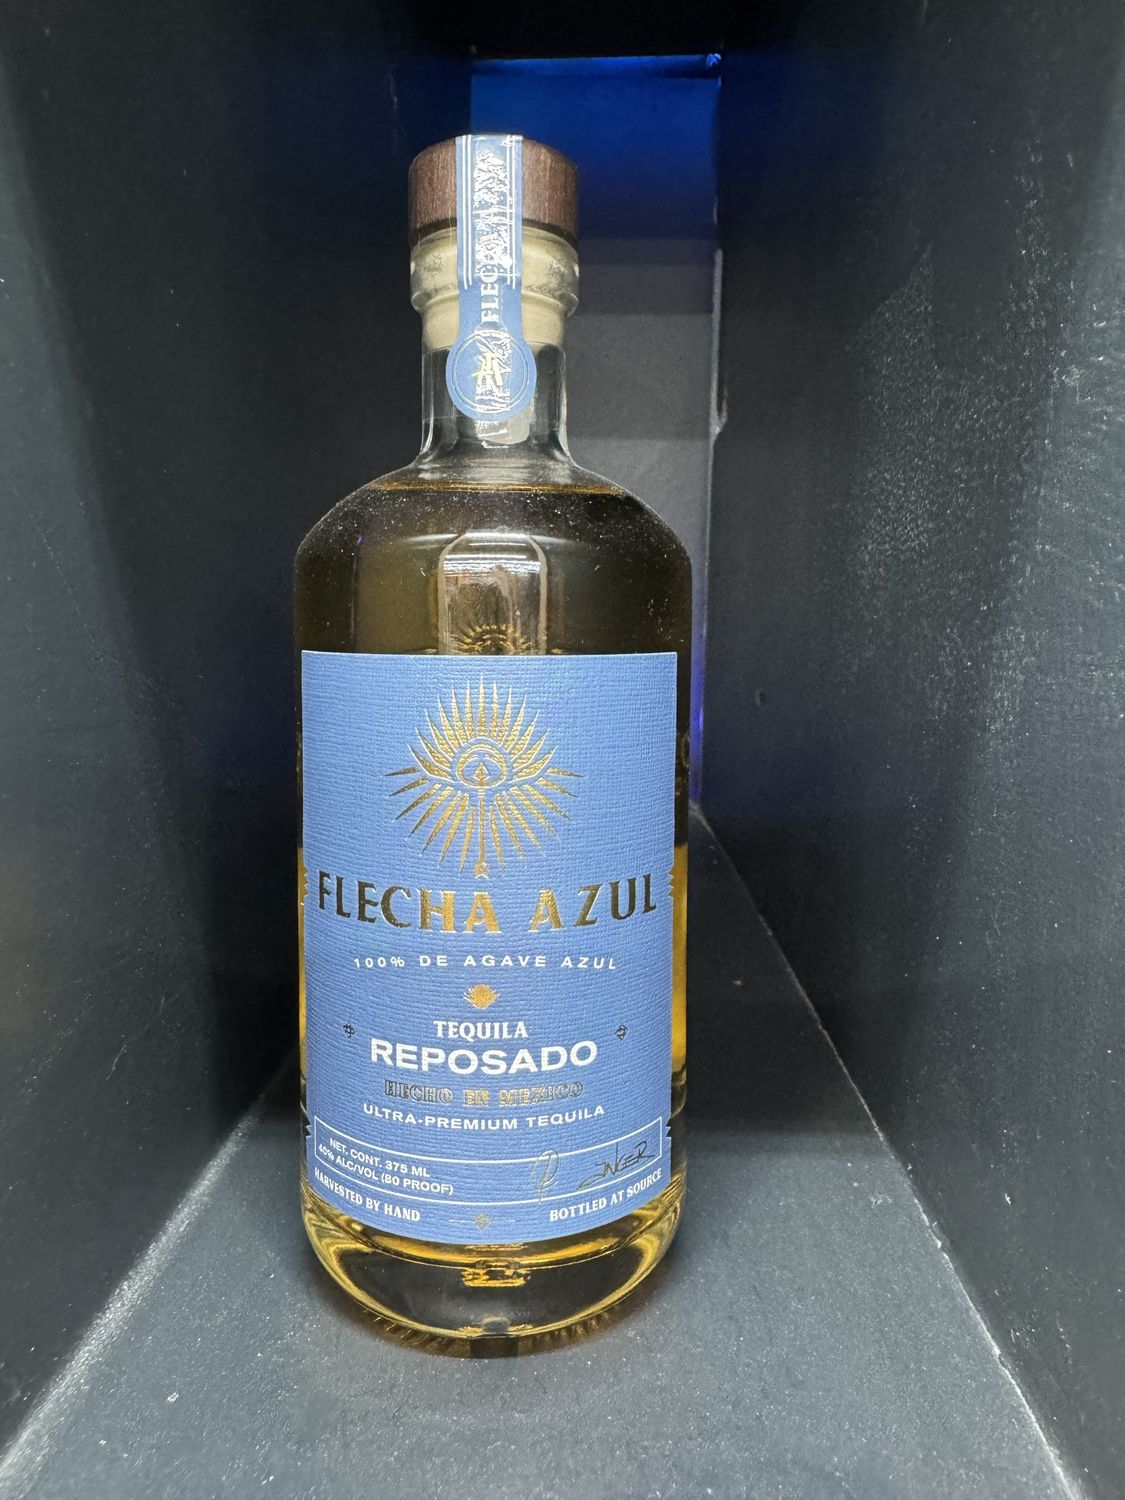 FLECHA AZUL
100% DE AGAVE AZUL
TEQUILA
REPOSADO
HECHO EN MEXICO
ULTRA-PREMIUM TEQUILA
NET. CONT. 375 ML
40% ALC/VOL (80 PROOF)
HARVESTED BY HAND
BOTTLED AT SOURCE